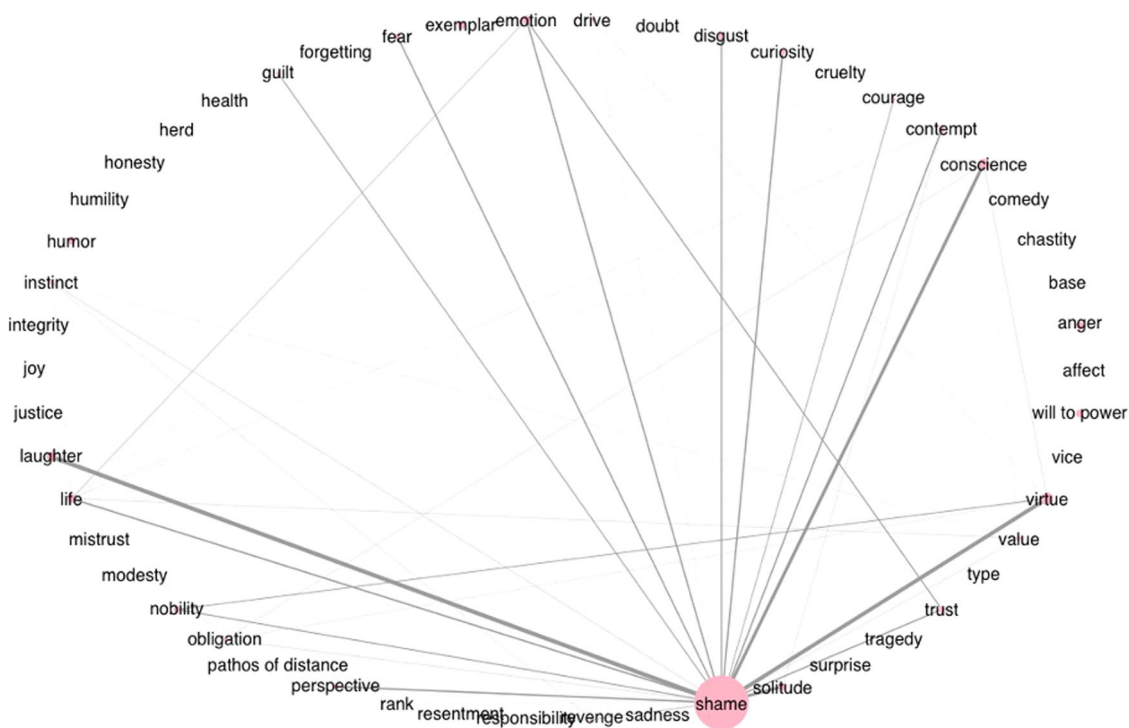 emotion
drive
doubt
disgust
curiosity
cruelty
courage
contempt
conscience
comedy
chastity
base
anger
affect
will to power
vice
virtue
value
type
trust
tragedy
surprise
solitude
shame
sadness
revenge
responsibility
resentment
rank
perspective
pathos of distance
obligation
nobility
modesty
mistrust
life
laughter
justice
joy
integrity
instinct
humor
humility
honesty
herd
health
guilt
forgetting
fear
exemplar